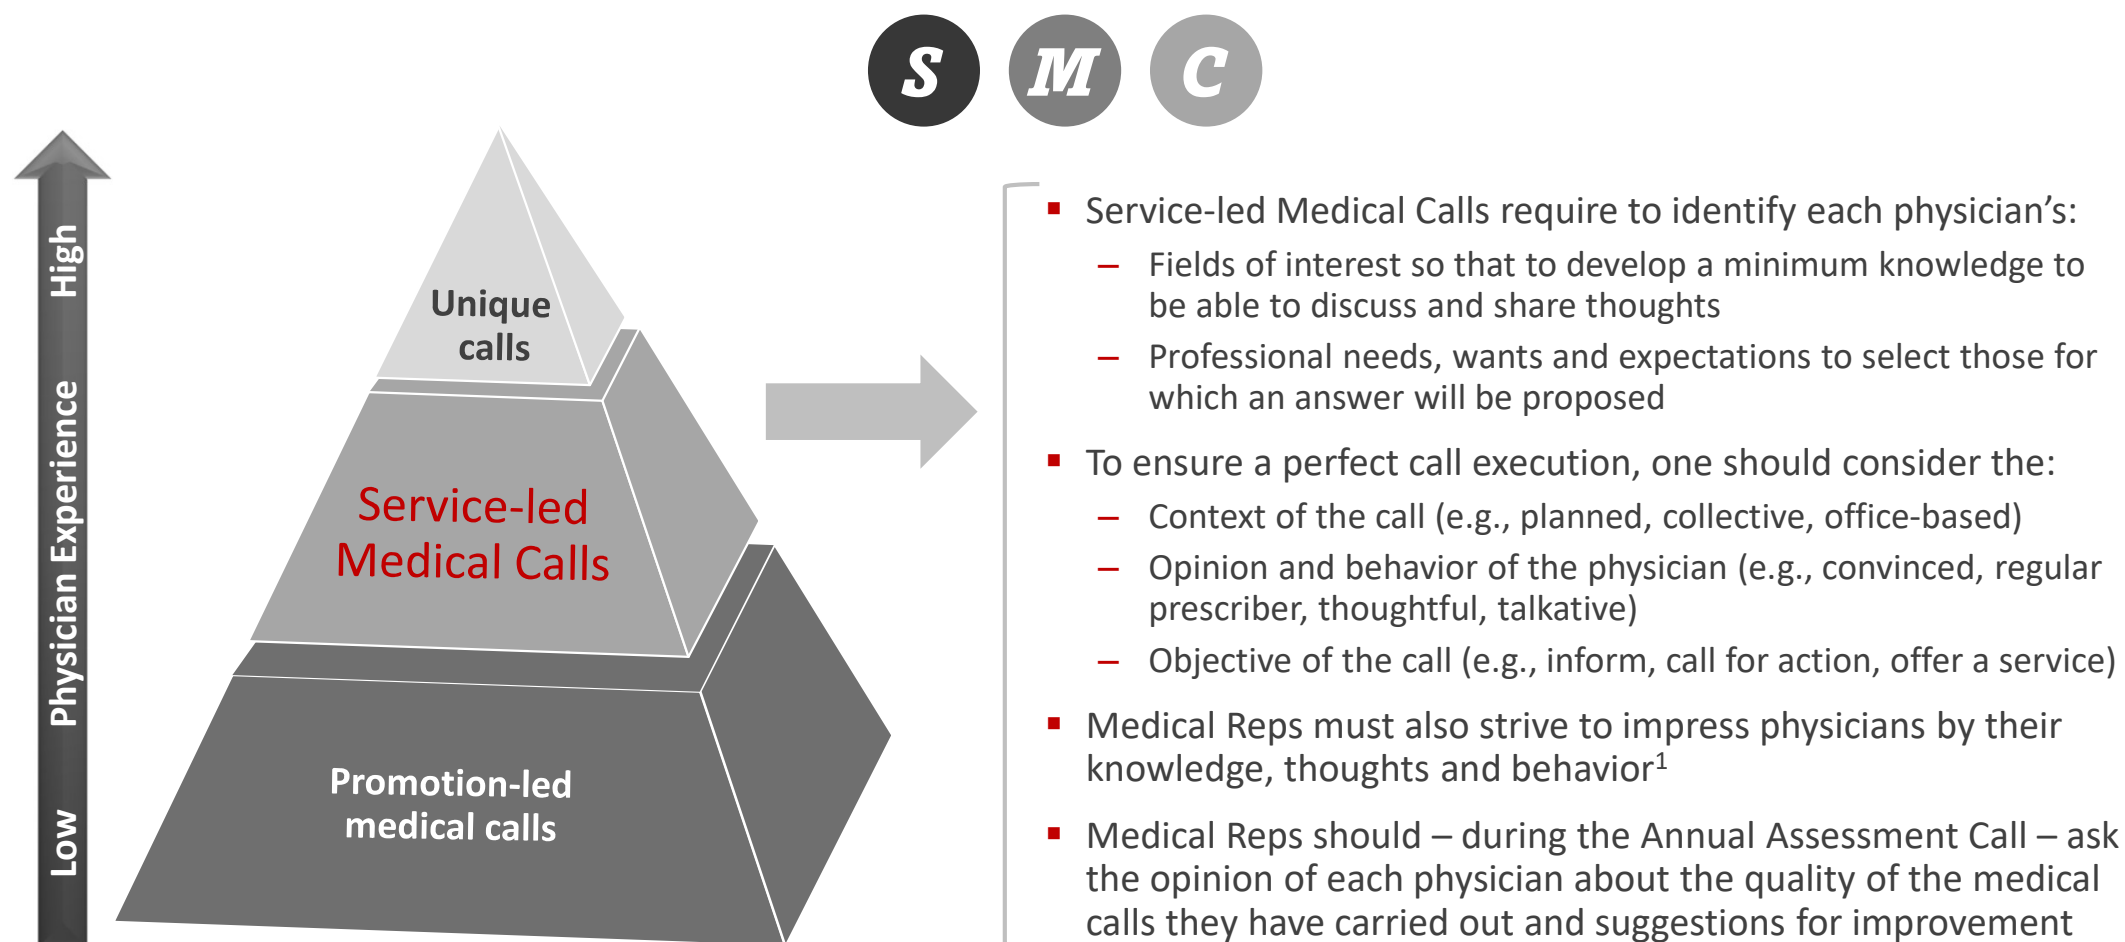 S M C
High
Physician Experience
Low
Unique
calls
Service-led
Medical Calls
Promotion-led
medical calls
▪ Service-led Medical Calls require to identify each physician’s:
– Fields of interest so that to develop a minimum knowledge to
be able to discuss and share thoughts
– Professional needs, wants and expectations to select those for
which an answer will be proposed
▪ To ensure a perfect call execution, one should consider the:
– Context of the call (e.g., planned, collective, office-based)
– Opinion and behavior of the physician (e.g., convinced, regular
prescriber, thoughtful, talkative)
– Objective of the call (e.g., inform, call for action, offer a service)
▪ Medical Reps must also strive to impress physicians by their
knowledge, thoughts and behavior¹
▪ Medical Reps should – during the Annual Assessment Call – ask
the opinion of each physician about the quality of the medical
calls they have carried out and suggestions for improvement